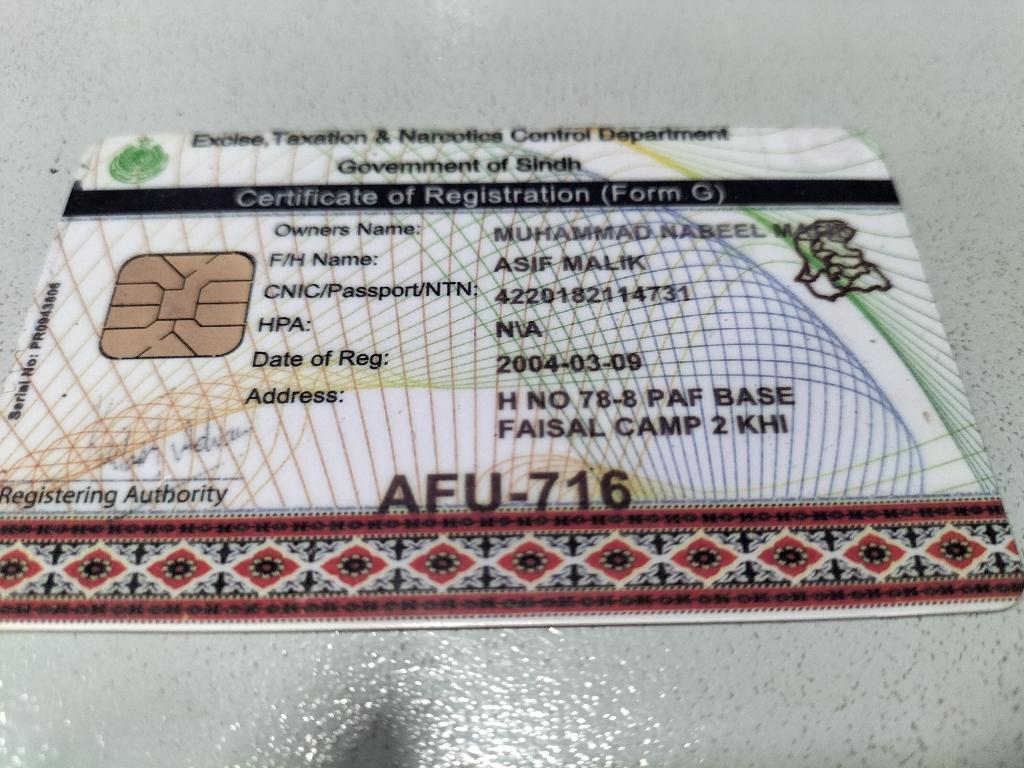 Excise, Taxation & Narcotics Control Department
Government of Sindh
Certificate of Registration (Form G)
Owners Name: MUHAMMAD NABEEL
F/H Name: ASIF MALIK
CNIC/Passport/NTN: 4220182114731
HPA: N\A
Date of Reg: 2004-03-09
Address: H NO 78-8 PAF BASE
FAISAL CAMP 2 KHI
Serial No:
Registering Authority
AFU-716